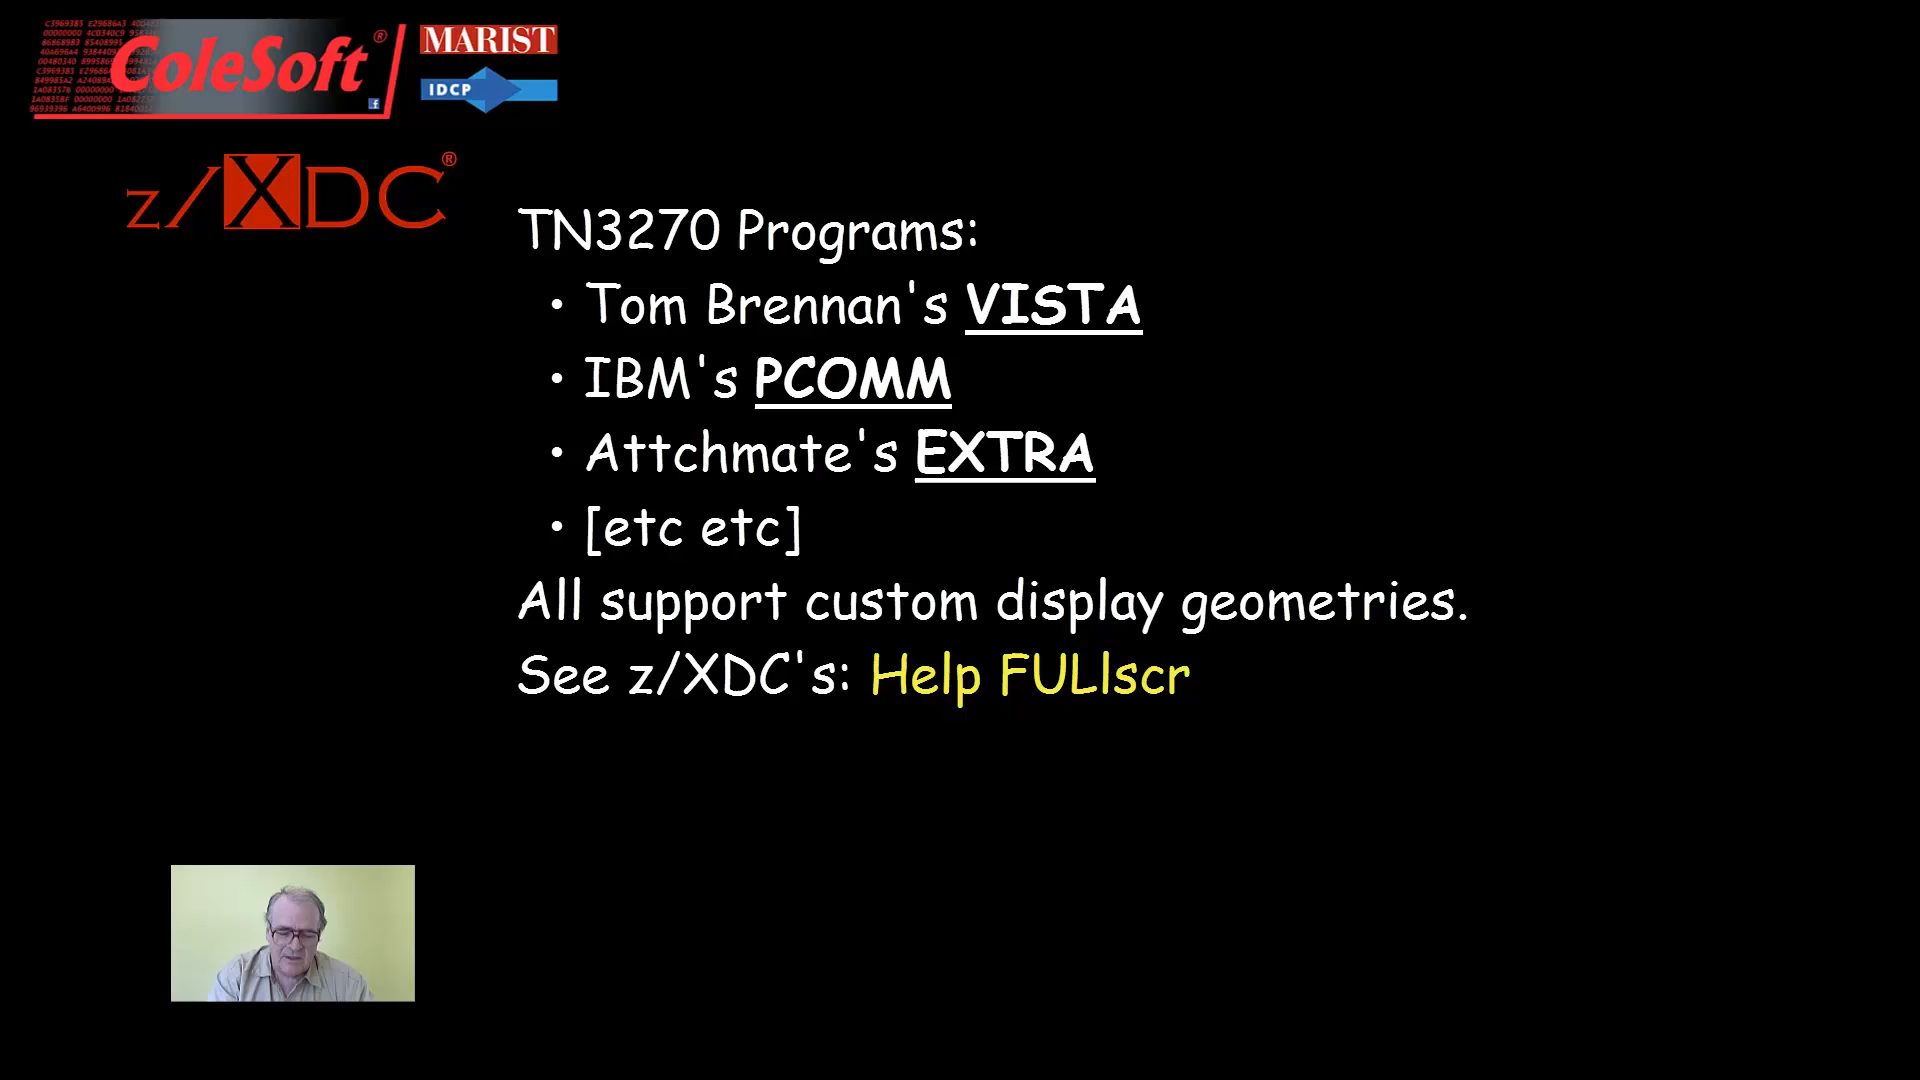 ColeSoft®
MARIST
IDCP
z/XDC®
TN3270 Programs:
• Tom Brennan's VISTA
• IBM's PCOMM
• Attchmate's EXTRA
• [etc etc]
All support custom display geometries.
See z/XDC's: Help FULlscr